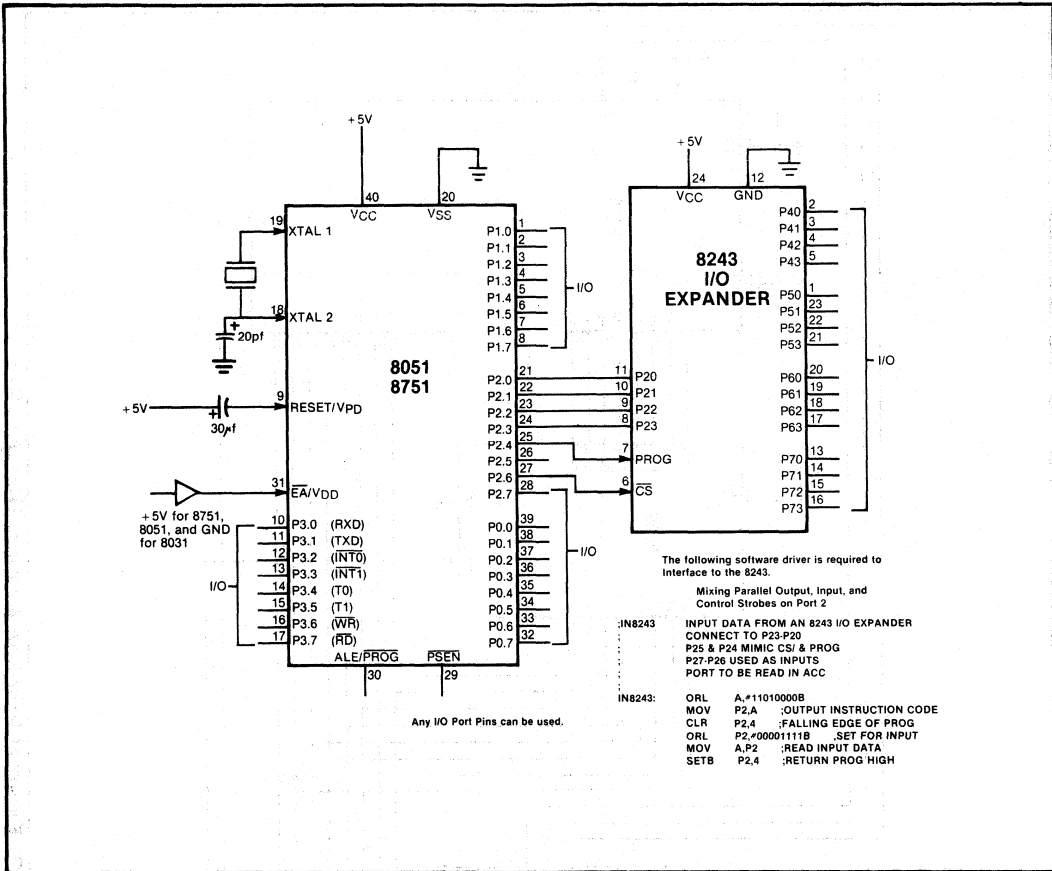 +5V
40
VCC
20
VSS
19
XTAL 1
18
XTAL 2
+
20pf
9
RESET/VPD
+5V
+
30µf
31
EA/VDD
+5V for 8751,
8051, and GND
for 8031
8051
8751
I/O
10 P3.0 (RXD)
11 P3.1 (TXD)
12 P3.2 (INT0)
13 P3.3 (INT1)
14 P3.4 (T0)
15 P3.5 (T1)
16 P3.6 (WR)
17 P3.7 (RD)
ALE/PROG
30
PSEN
29
P1.0 1
P1.1 2
P1.2 3
P1.3 4
P1.4 5
P1.5 6
P1.6 7
P1.7 8
I/O
P2.0 21
P2.1 22
P2.2 23
P2.3 24
P2.4 25
P2.5 26
P2.6 27
P2.7 28
P0.0 39
P0.1 38
P0.2 37
P0.3 36
P0.4 35
P0.5 34
P0.6 33
P0.7 32
I/O
Any I/O Port Pins can be used.
+5V
24
VCC
12
GND
8243
I/O
EXPANDER
11 P20
10 P21
9 P22
8 P23
7 PROG
6 CS
P40 2
P41 3
P42 4
P43 5
P50 1
P51 23
P52 22
P53 21
P60 20
P61 19
P62 18
P63 17
P70 13
P71 14
P72 15
P73 16
I/O
The following software driver is required to
Interface to the 8243.
Mixing Parallel Output, Input, and
Control Strobes on Port 2
;IN8243 INPUT DATA FROM AN 8243 I/O EXPANDER
; CONNECT TO P23-P20
; P25 & P24 MIMIC CS/ & PROG
; P27-P26 USED AS INPUTS
; PORT TO BE READ IN ACC
;
IN8243: ORL A,#11010000B
MOV P2,A ;OUTPUT INSTRUCTION CODE
CLR P2,4 ;FALLING EDGE OF PROG
ORL P2,#00001111B ,SET FOR INPUT
MOV A,P2 ;READ INPUT DATA
SETB P2,4 ;RETURN PROG HIGH